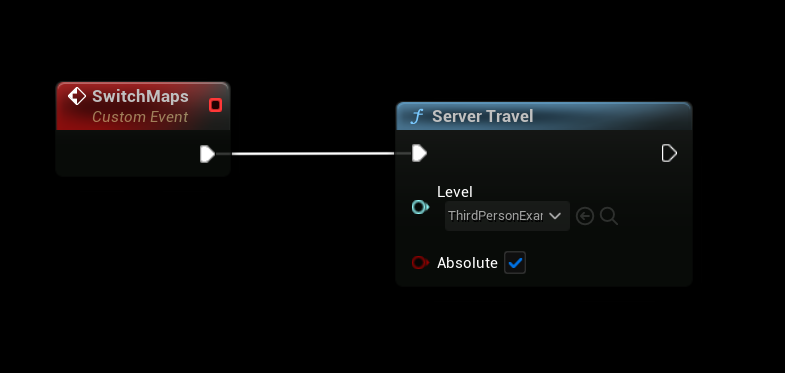 SwitchMaps
Custom Event
f Server Travel
Level
ThirdPersonExar
Absolute